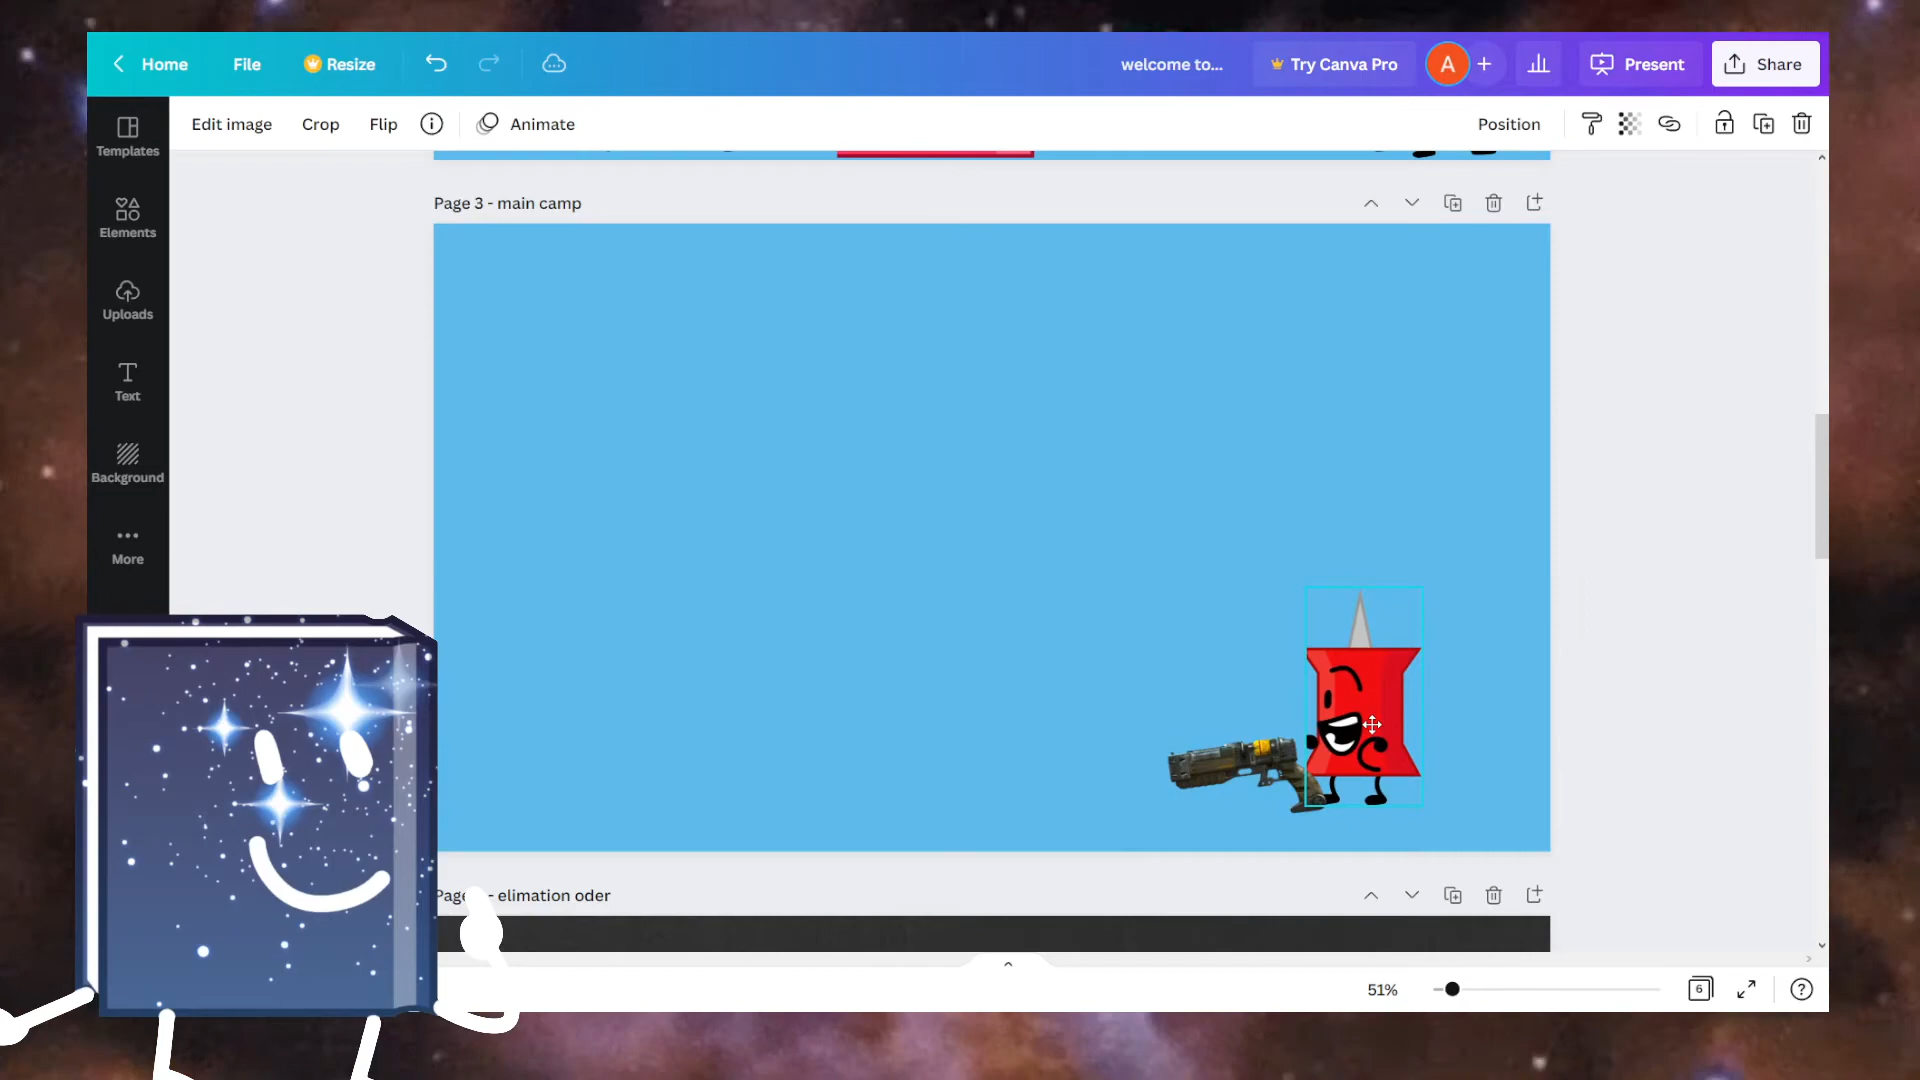 Home File Resize welcome to... Try Canva Pro A Present Share
Edit image Crop Flip Animate Position
Templates
Elements
Uploads
Text
Background
More
Page 3 - main camp
Page - elimation oder
51% 6